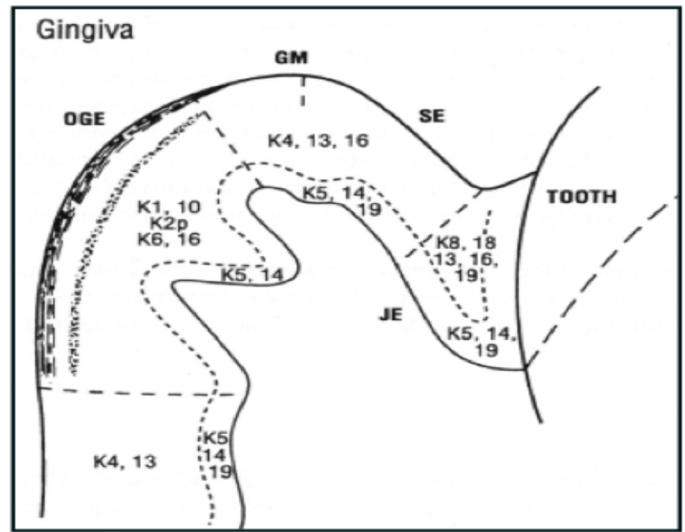 Gingiva
GM
OGE
SE
K4, 13, 16
TOOTH
K5, 14,
19
K1, 10
K2p
K6, 16
K8, 18
13, 16,
19
K5, 14
JE
K5, 14,
19
K4, 13
K5
14
19